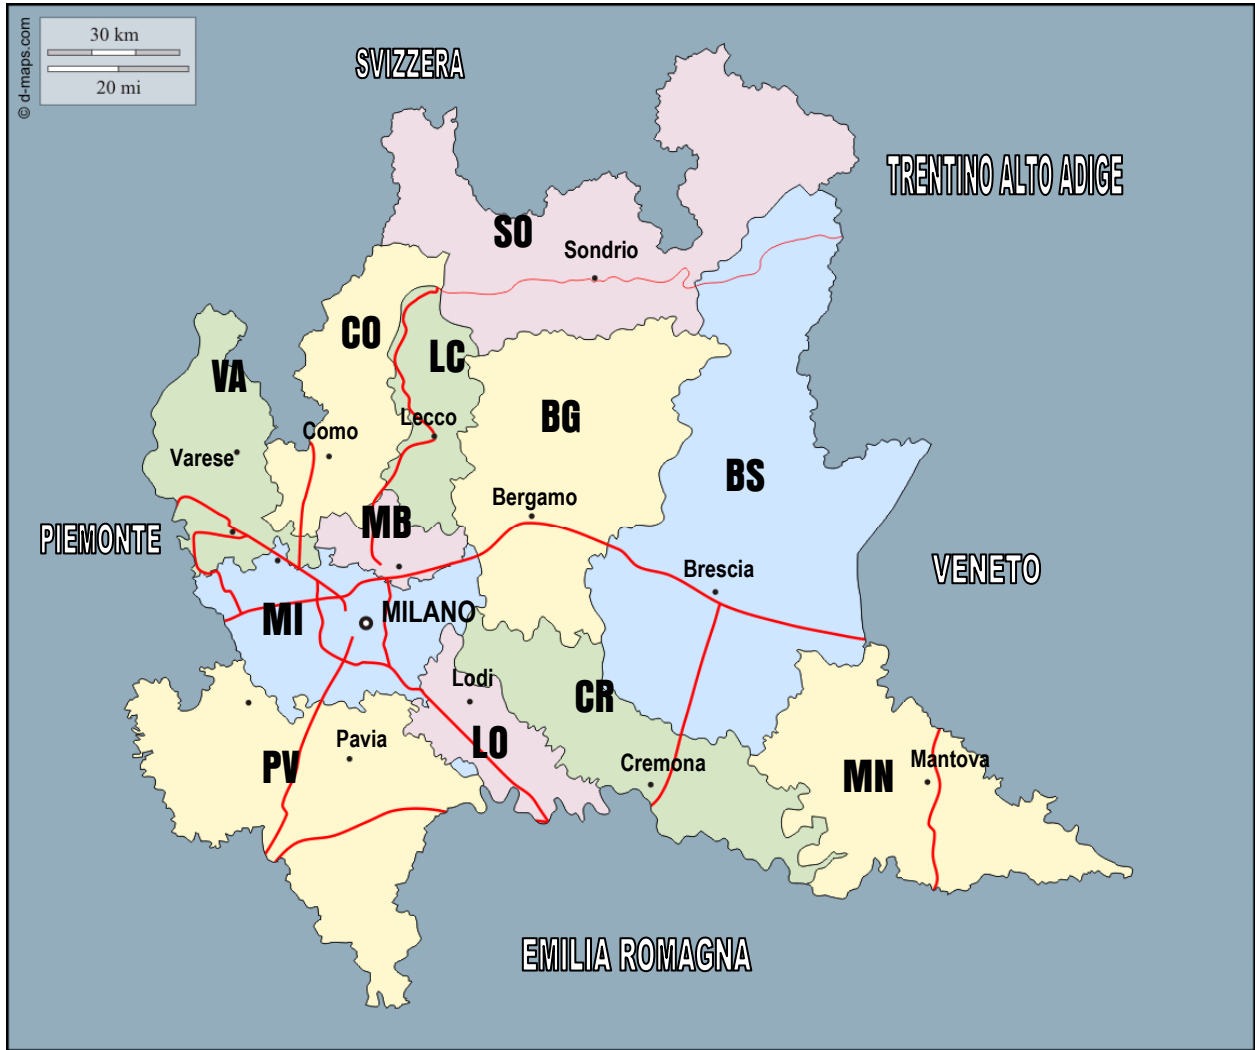 © d-maps.com
30 km
20 mi
SVIZZERA
TRENTINO ALTO ADIGE
SO
Sondrio
CO
LC
VA
BG
Lecco
Como
Varese
BS
Bergamo
MB
PIEMONTE
Brescia
VENETO
MI
MILANO
Lodi
CR
Pavia
LO
PV
Cremona
MN
Mantova
EMILIA ROMAGNA